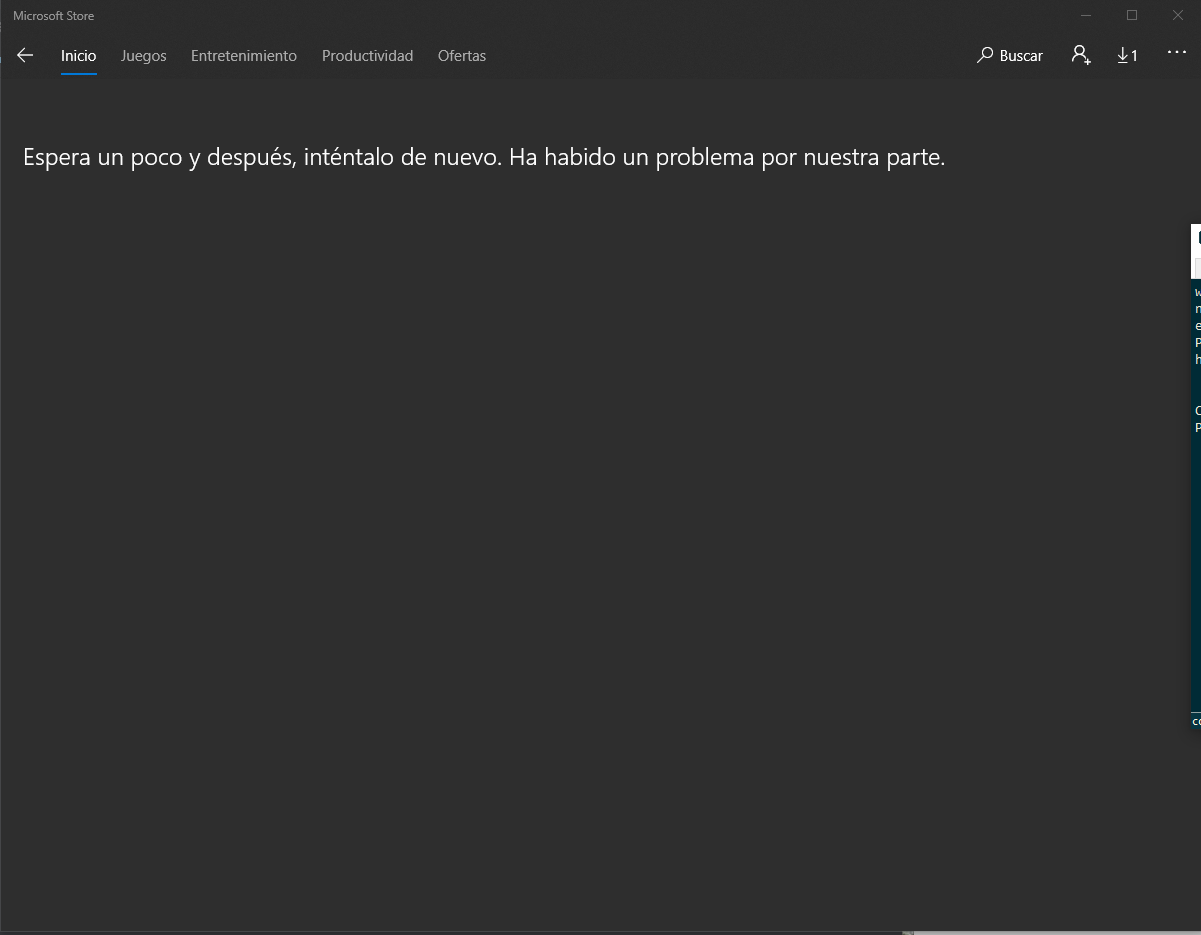 Microsoft Store
Inicio Juegos Entretenimiento Productividad Ofertas Buscar 1
Espera un poco y después, inténtalo de nuevo. Ha habido un problema por nuestra parte.